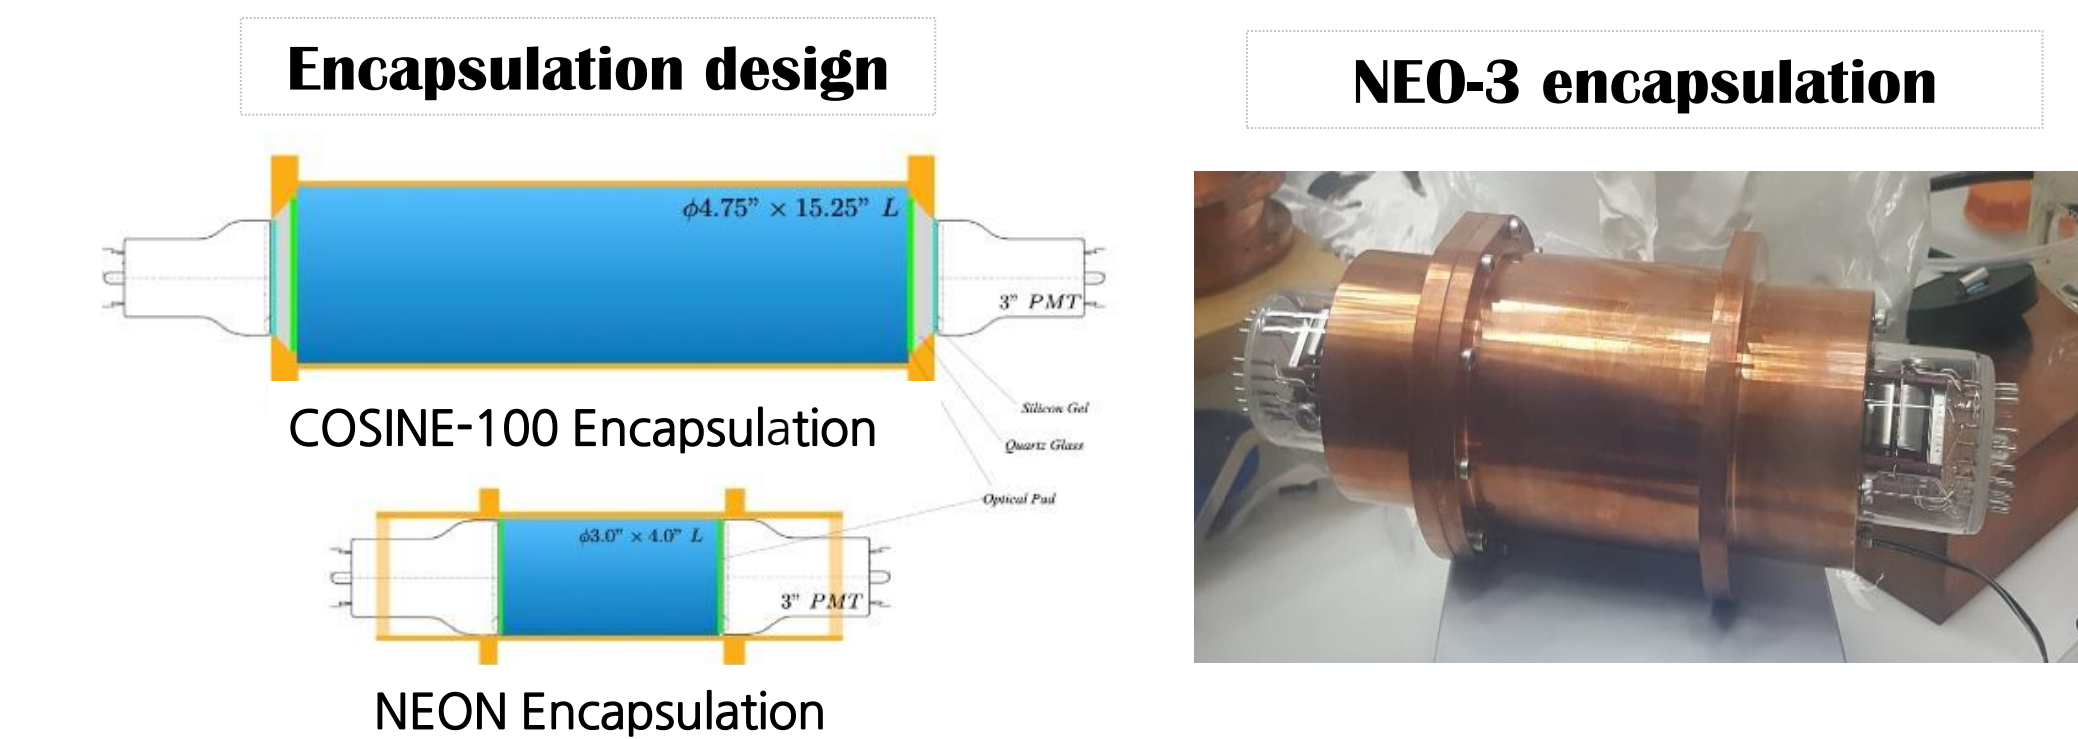 Encapsulation design
ϕ4.75” × 15.25” L
3” PMT
Silicon Gel
Quartz Glass
COSINE-100 Encapsulation
Optical Pad
ϕ3.0” × 4.0” L
3” PMT
NEON Encapsulation
NEO-3 encapsulation